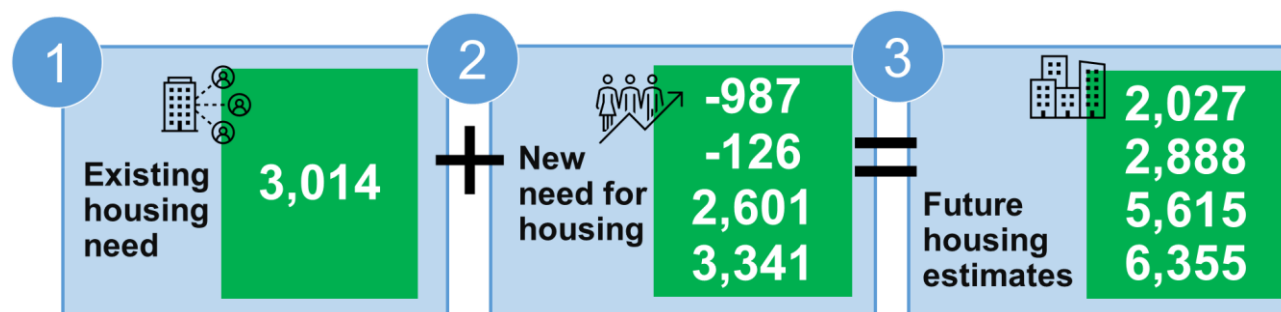 1
Existing
housing
need
3,014
+
2
New
need for
housing
-987
-126
2,601
3,341
=
3
Future
housing
estimates
2,027
2,888
5,615
6,355